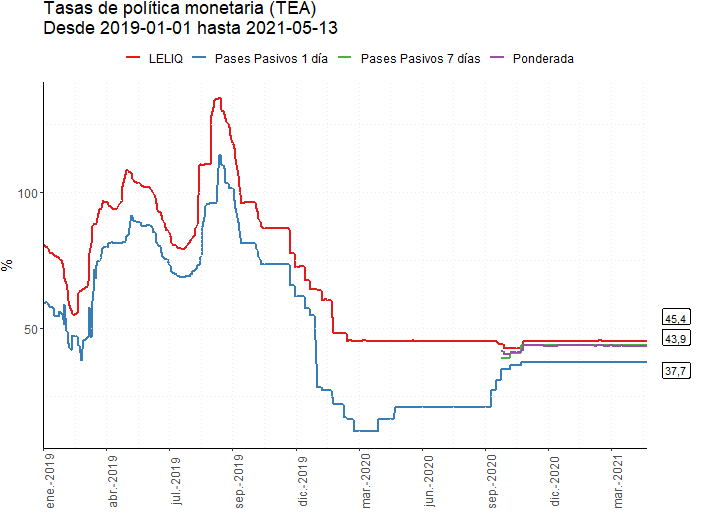 Tasas de política monetaria (TEA)
Desde 2019-01-01 hasta 2021-05-13
LELIQ Pases Pasivos 1 día Pases Pasivos 7 días Ponderada
100
%
50
45,4
43,9
37,7
ene.-2019 abr.-2019 jul.-2019 sep.-2019 dic.-2019 mar.-2020 jun.-2020 sep.-2020 dic.-2020 mar.-2021